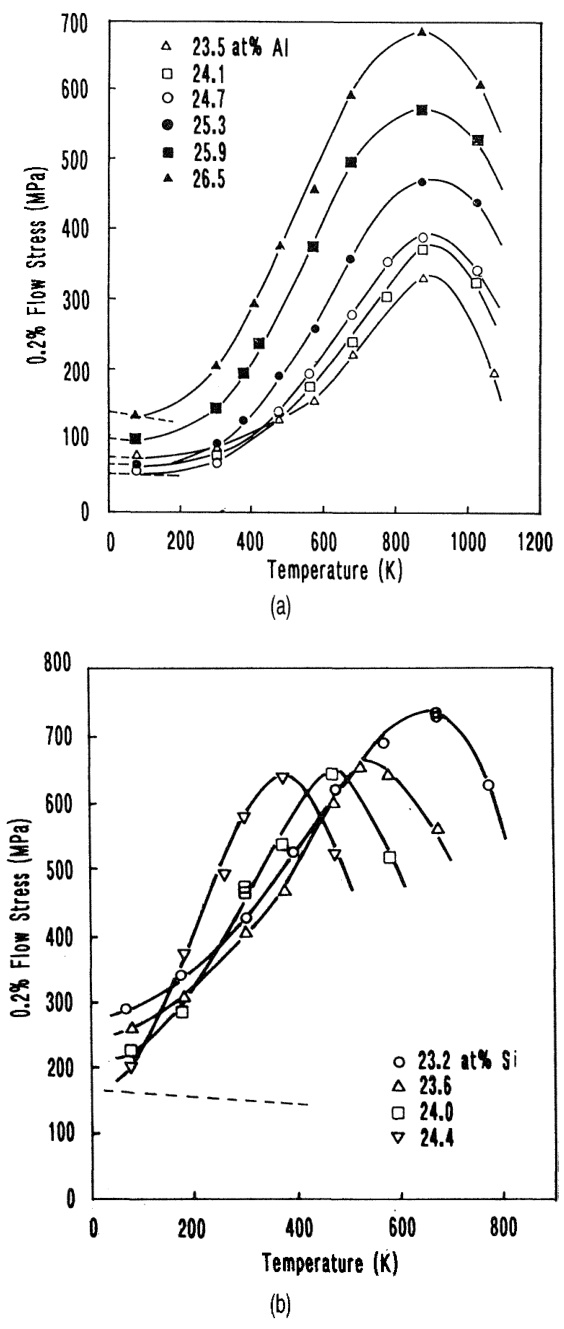 700
600
500
400
300
200
100
0
0.2% Flow Stress (MPa)
23.5 at% Al
24.1
24.7
25.3
25.9
26.5
0 200 400 600 800 1000 1200
Temperature (K)
(a)
800
700
600
500
400
300
200
100
0
0.2% Flow Stress (MPa)
23.2 at% Si
23.6
24.0
24.4
0 200 400 600 800
Temperature (K)
(b)